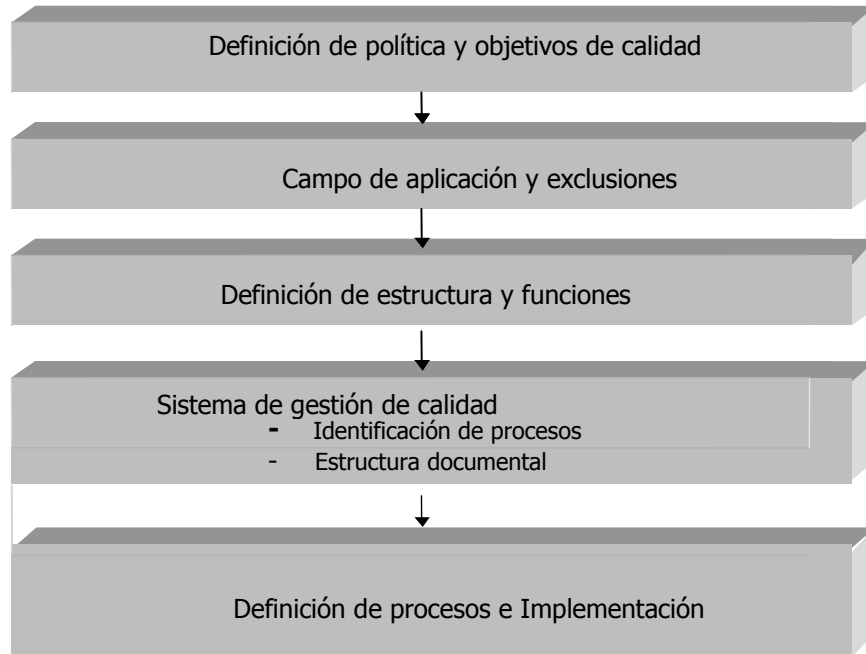 Definición de política y objetivos de calidad
Campo de aplicación y exclusiones
Definición de estructura y funciones
Sistema de gestión de calidad
- Identificación de procesos
- Estructura documental
Definición de procesos e Implementación